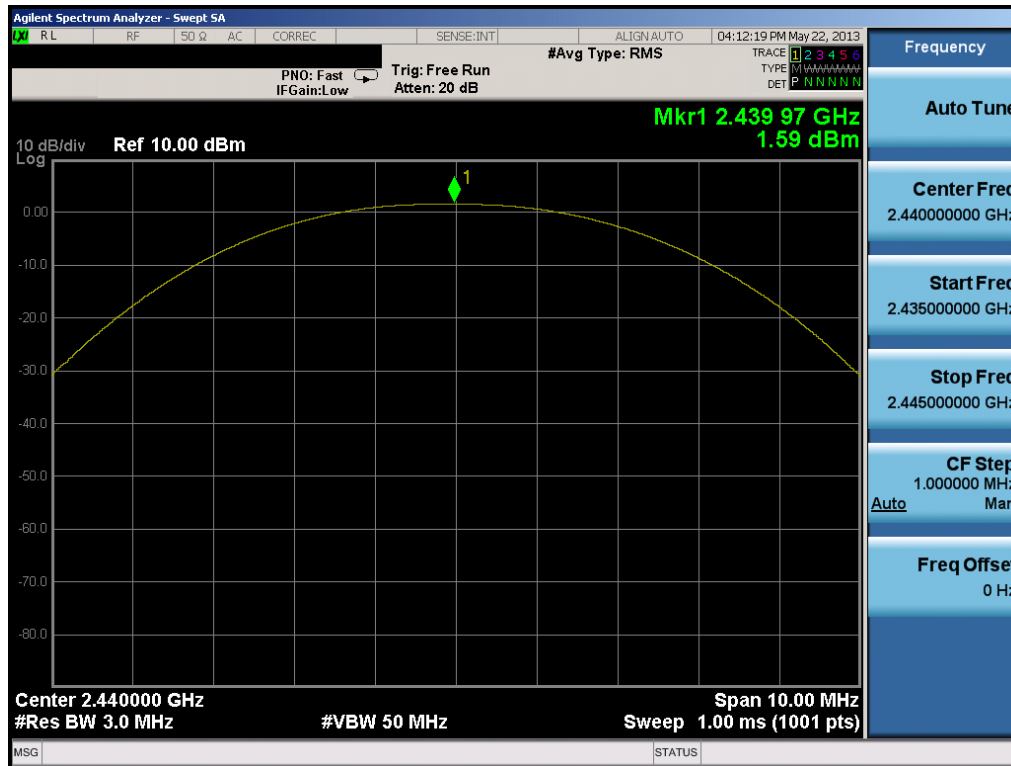 Agilent Spectrum Analyzer - Swept SA
LXI RL RF 50 Ω AC CORREC SENSE:INT ALIGN AUTO 04:12:19 PM May 22, 2013
#Avg Type: RMS TRACE 1 2 3 4 5 6
PNO: Fast Trig: Free Run TYPE M W W W W W
IFGain:Low Atten: 20 dB DET P N N N N N
Mkr1 2.439 97 GHz
1.59 dBm
10 dB/div Ref 10.00 dBm
Log
1
0.00
-10.0
-20.0
-30.0
-40.0
-50.0
-60.0
-70.0
-80.0
Center 2.440000 GHz Span 10.00 MHz
#Res BW 3.0 MHz #VBW 50 MHz Sweep 1.00 ms (1001 pts)
MSG STATUS
Frequency
Auto Tune
Center Freq
2.440000000 GHz
Start Freq
2.435000000 GHz
Stop Freq
2.445000000 GHz
CF Step
1.000000 MHz
Auto Man
Freq Offset
0 Hz